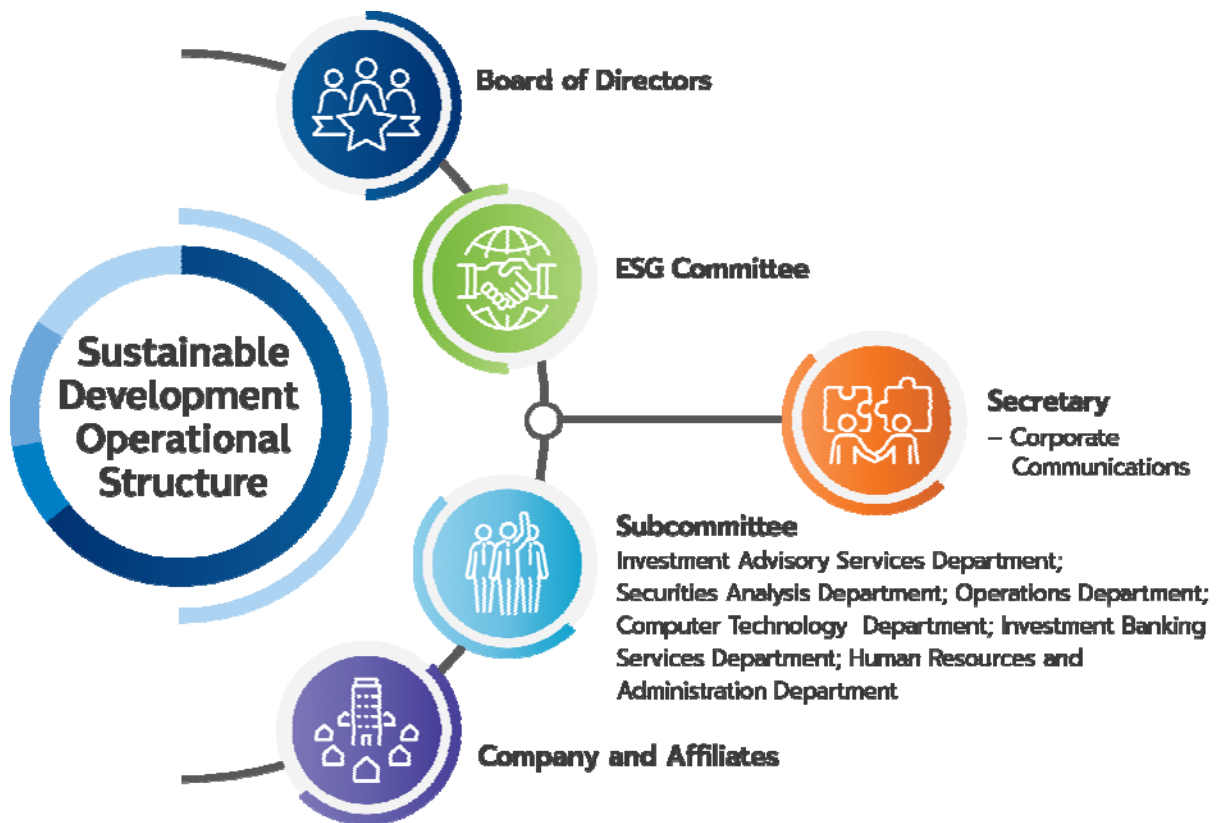 Board of Directors
ESG Committee
Sustainable
Development
Operational
Structure
Secretary
– Corporate
Communications
Subcommittee
Investment Advisory Services Department;
Securities Analysis Department; Operations Department;
Computer Technology Department; Investment Banking
Services Department; Human Resources and
Administration Department
Company and Affiliates